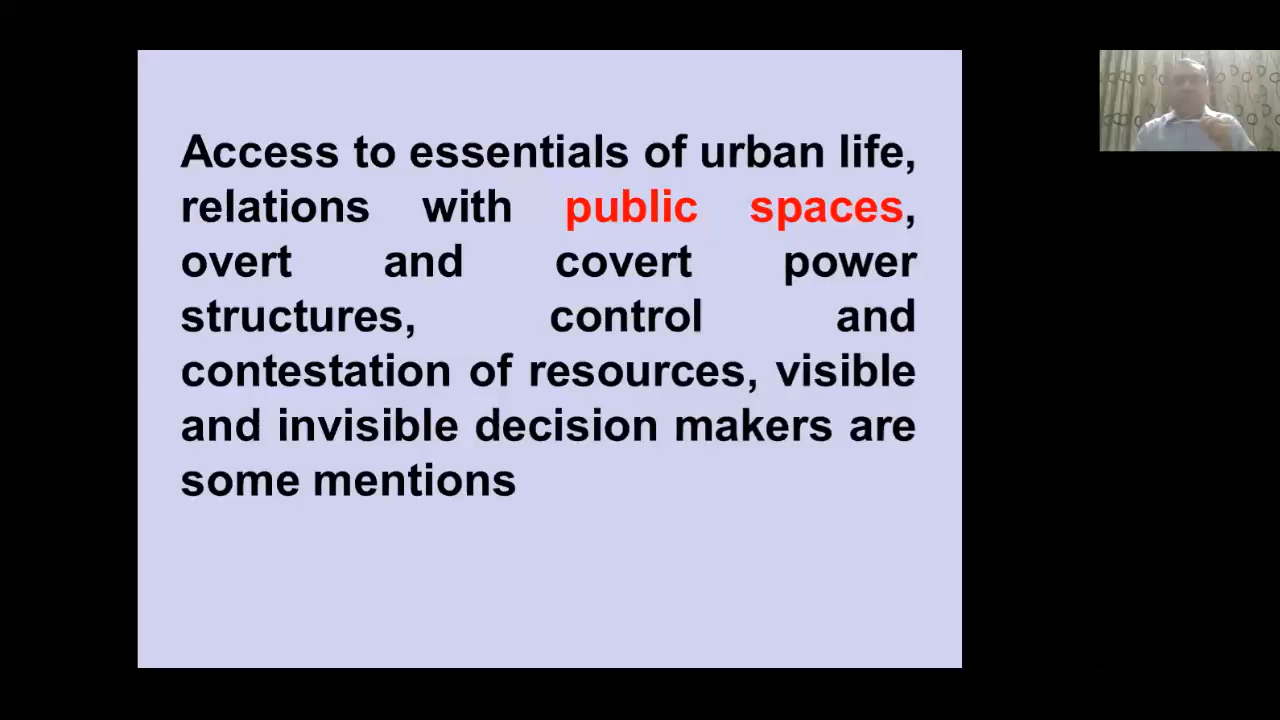 Access to essentials of urban life,
relations with public spaces,
overt and covert power
structures, control and
contestation of resources, visible
and invisible decision makers are
some mentions